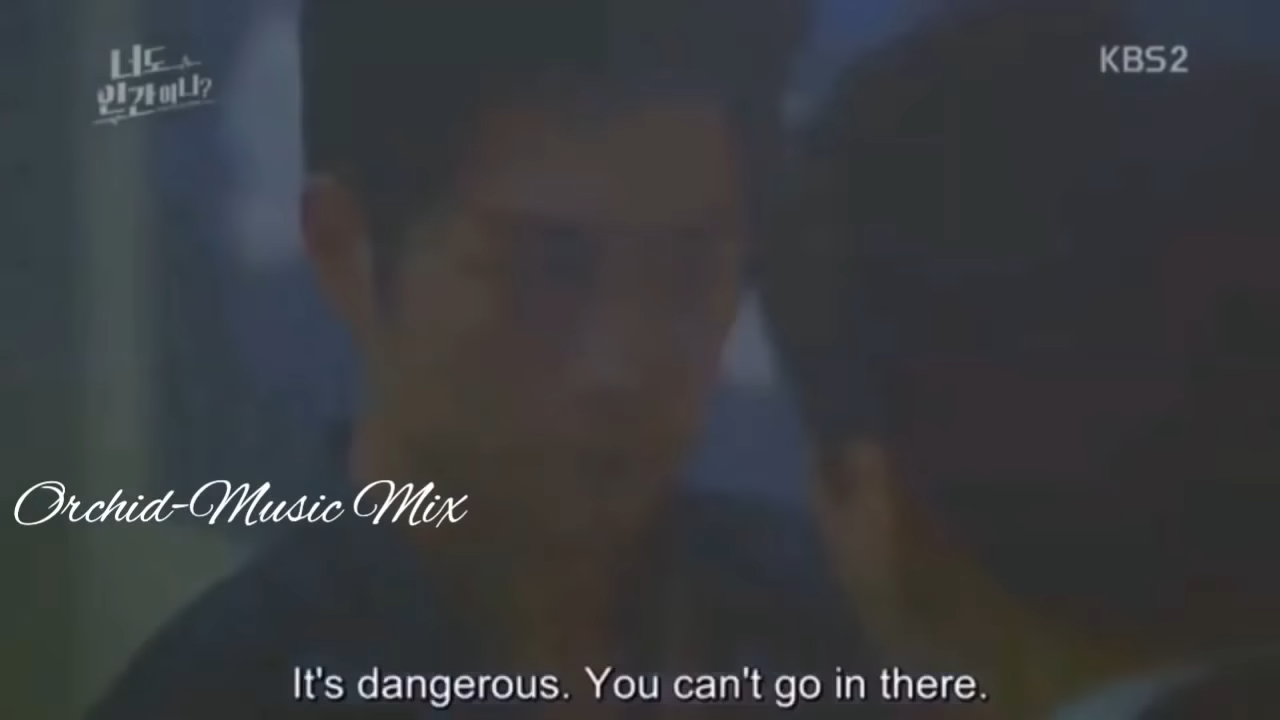 너도
인간이니?
KBS2
Orchid-Music Mix
It's dangerous. You can't go in there.